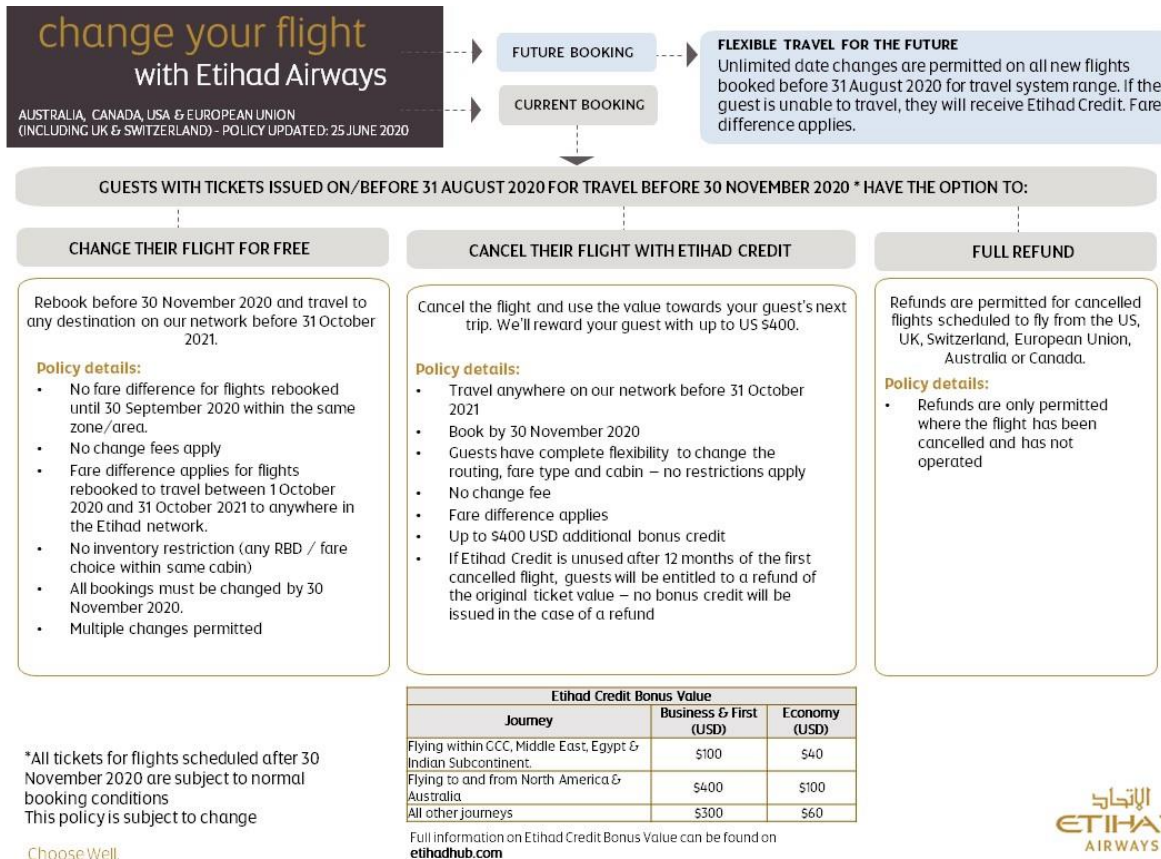 change your flight
with Etihad Airways
AUSTRALIA, CANADA, USA & EUROPEAN UNION
(INCLUDING UK & SWITZERLAND) - POLICY UPDATED: 25 JUNE 2020
FUTURE BOOKING
CURRENT BOOKING
FLEXIBLE TRAVEL FOR THE FUTURE
Unlimited date changes are permitted on all new flights
booked before 31 August 2020 for travel system range. If the
guest is unable to travel, they will receive Etihad Credit. Fare
difference applies.
GUESTS WITH TICKETS ISSUED ON/BEFORE 31 AUGUST 2020 FOR TRAVEL BEFORE 30 NOVEMBER 2020 * HAVE THE OPTION TO:
CHANGE THEIR FLIGHT FOR FREE
Rebook before 30 November 2020 and travel to
any destination on our network before 31 October
2021.
Policy details:
• No fare difference for flights rebooked
until 30 September 2020 within the same
zone/area.
• No change fees apply
• Fare difference applies for flights
rebooked to travel between 1 October
2020 and 31 October 2021 to anywhere in
the Etihad network.
• No inventory restriction (any RBD / fare
choice within same cabin)
• All bookings must be changed by 30
November 2020.
• Multiple changes permitted
CANCEL THEIR FLIGHT WITH ETIHAD CREDIT
Cancel the flight and use the value towards your guest's next
trip. We'll reward your guest with up to US $400.
Policy details:
• Travel anywhere on our network before 31 October
2021
• Book by 30 November 2020
• Guests have complete flexibility to change the
routing, fare type and cabin – no restrictions apply
• No change fee
• Fare difference applies
• Up to $400 USD additional bonus credit
• If Etihad Credit is unused after 12 months of the first
cancelled flight, guests will be entitled to a refund of
the original ticket value – no bonus credit will be
issued in the case of a refund
FULL REFUND
Refunds are permitted for cancelled
flights scheduled to fly from the US,
UK, Switzerland, European Union,
Australia or Canada.
Policy details:
• Refunds are only permitted
where the flight has been
cancelled and has not
operated
Etihad Credit Bonus Value
Journey Business & First (USD) Economy (USD)
Flying within GCC, Middle East, Egypt &
Indian Subcontinent. $100 $40
Flying to and from North America &
Australia $400 $100
All other journeys $300 $60
Full information on Etihad Credit Bonus Value can be found on
etihadhub.com
*All tickets for flights scheduled after 30
November 2020 are subject to normal
booking conditions
This policy is subject to change
Choose Well.
الإتحاد
ETIHA
AIRWAYS